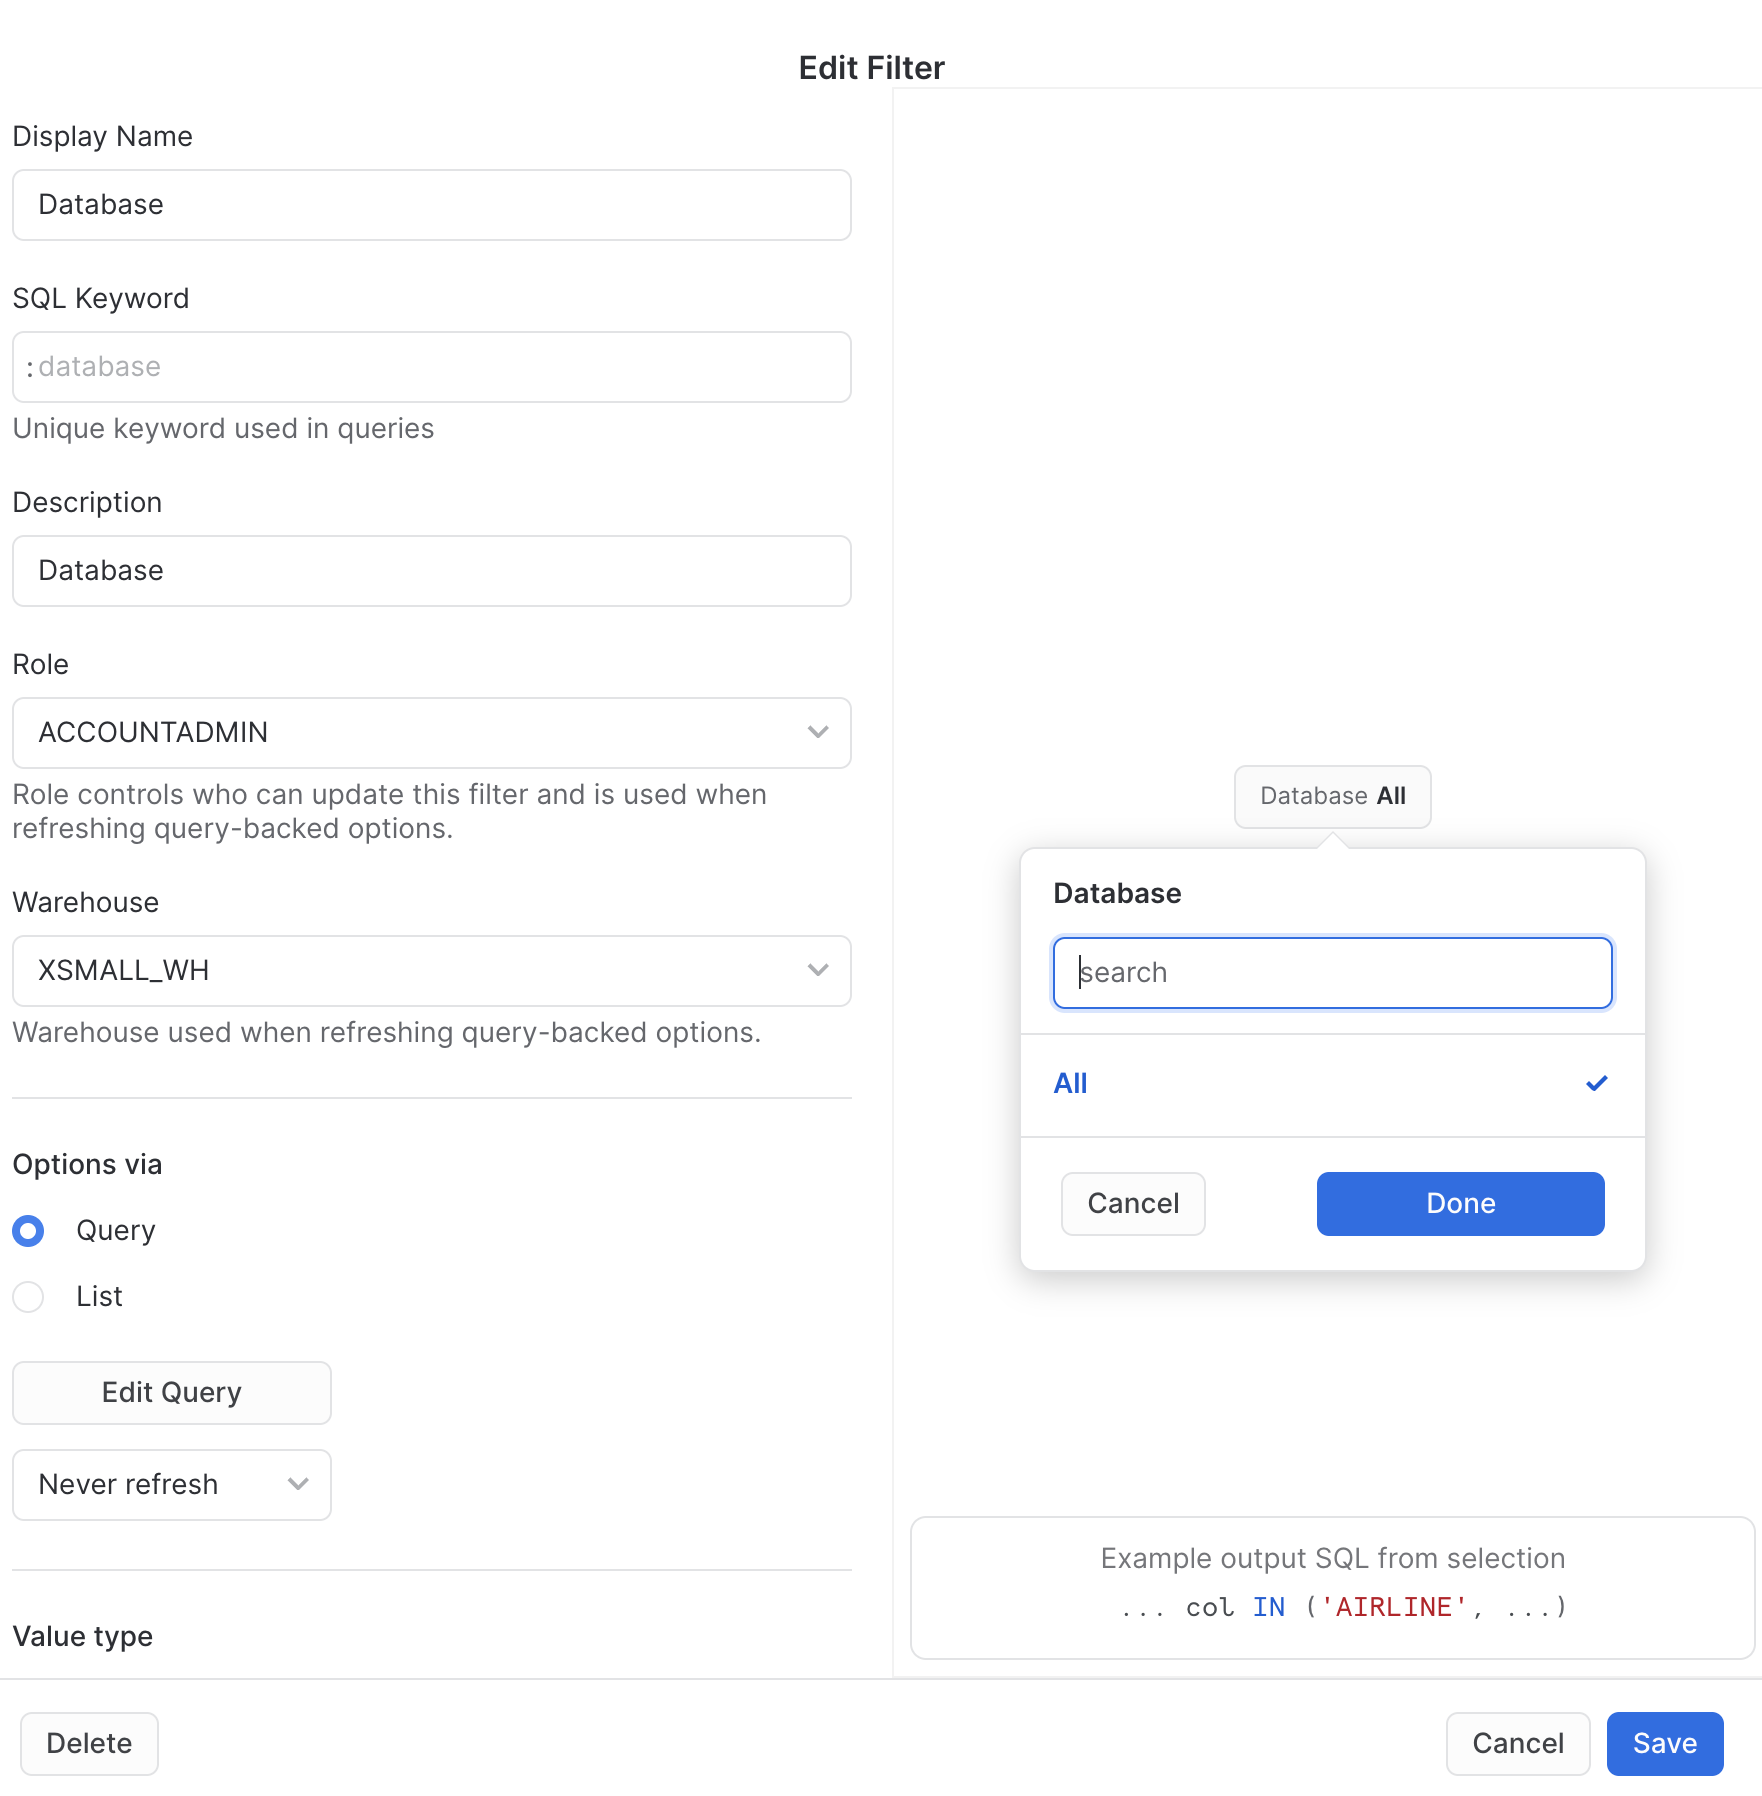 Edit Filter
Display Name
Database
SQL Keyword
:database
Unique keyword used in queries
Description
Database
Role
ACCOUNTADMIN
Role controls who can update this filter and is used when
refreshing query-backed options.
Warehouse
XSMALL_WH
Warehouse used when refreshing query-backed options.
Options via
Query
List
Edit Query
Never refresh
Value type
Database All
Database
search
All
Cancel
Done
Example output SQL from selection
... col IN ('AIRLINE', ...)
Delete
Cancel
Save